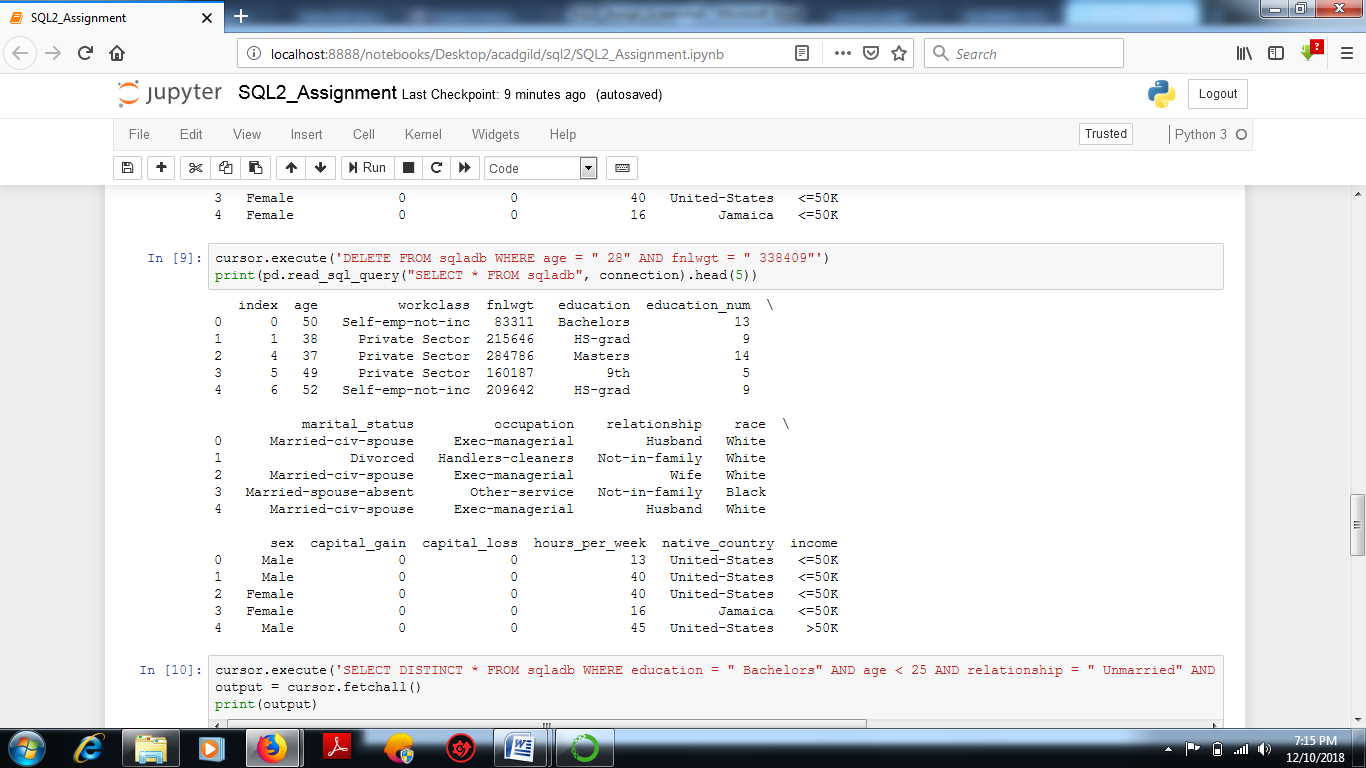 SQL2_Assignment
localhost:8888/notebooks/Desktop/acadgild/sql2/SQL2_Assignment.ipynb
Search
?
jupyter SQL2_Assignment Last Checkpoint: 9 minutes ago (autosaved)
Logout
File Edit View Insert Cell Kernel Widgets Help
Trusted
Python 3
Run
Code
3   Female             0             0              40   United-States   <=50K
4   Female             0             0              16         Jamaica   <=50K
In [9]: cursor.execute('DELETE FROM sqladb WHERE age = " 28" AND fnlwgt = " 338409"')
print(pd.read_sql_query("SELECT * FROM sqladb", connection).head(5))
   index  age          workclass  fnlwgt   education  education_num  \
0      0   50   Self-emp-not-inc   83311   Bachelors             13
1      1   38     Private Sector  215646     HS-grad              9
2      4   37     Private Sector  284786     Masters             14
3      5   49     Private Sector  160187         9th              5
4      6   52   Self-emp-not-inc  209642     HS-grad              9
           marital_status          occupation    relationship    race  \
0      Married-civ-spouse     Exec-managerial         Husband   White
1                Divorced   Handlers-cleaners   Not-in-family   White
2      Married-civ-spouse     Exec-managerial            Wife   White
3   Married-spouse-absent       Other-service   Not-in-family   Black
4      Married-civ-spouse     Exec-managerial         Husband   White
       sex  capital_gain  capital_loss  hours_per_week  native_country  income
0     Male             0             0              13   United-States   <=50K
1     Male             0             0              40   United-States   <=50K
2   Female             0             0              40   United-States   <=50K
3   Female             0             0              16         Jamaica   <=50K
4     Male             0             0              45   United-States    >50K
In [10]: cursor.execute('SELECT DISTINCT * FROM sqladb WHERE education = " Bachelors" AND age < 25 AND relationship = " Unmarried" AND
output = cursor.fetchall()
print(output)
7:15 PM
12/10/2018